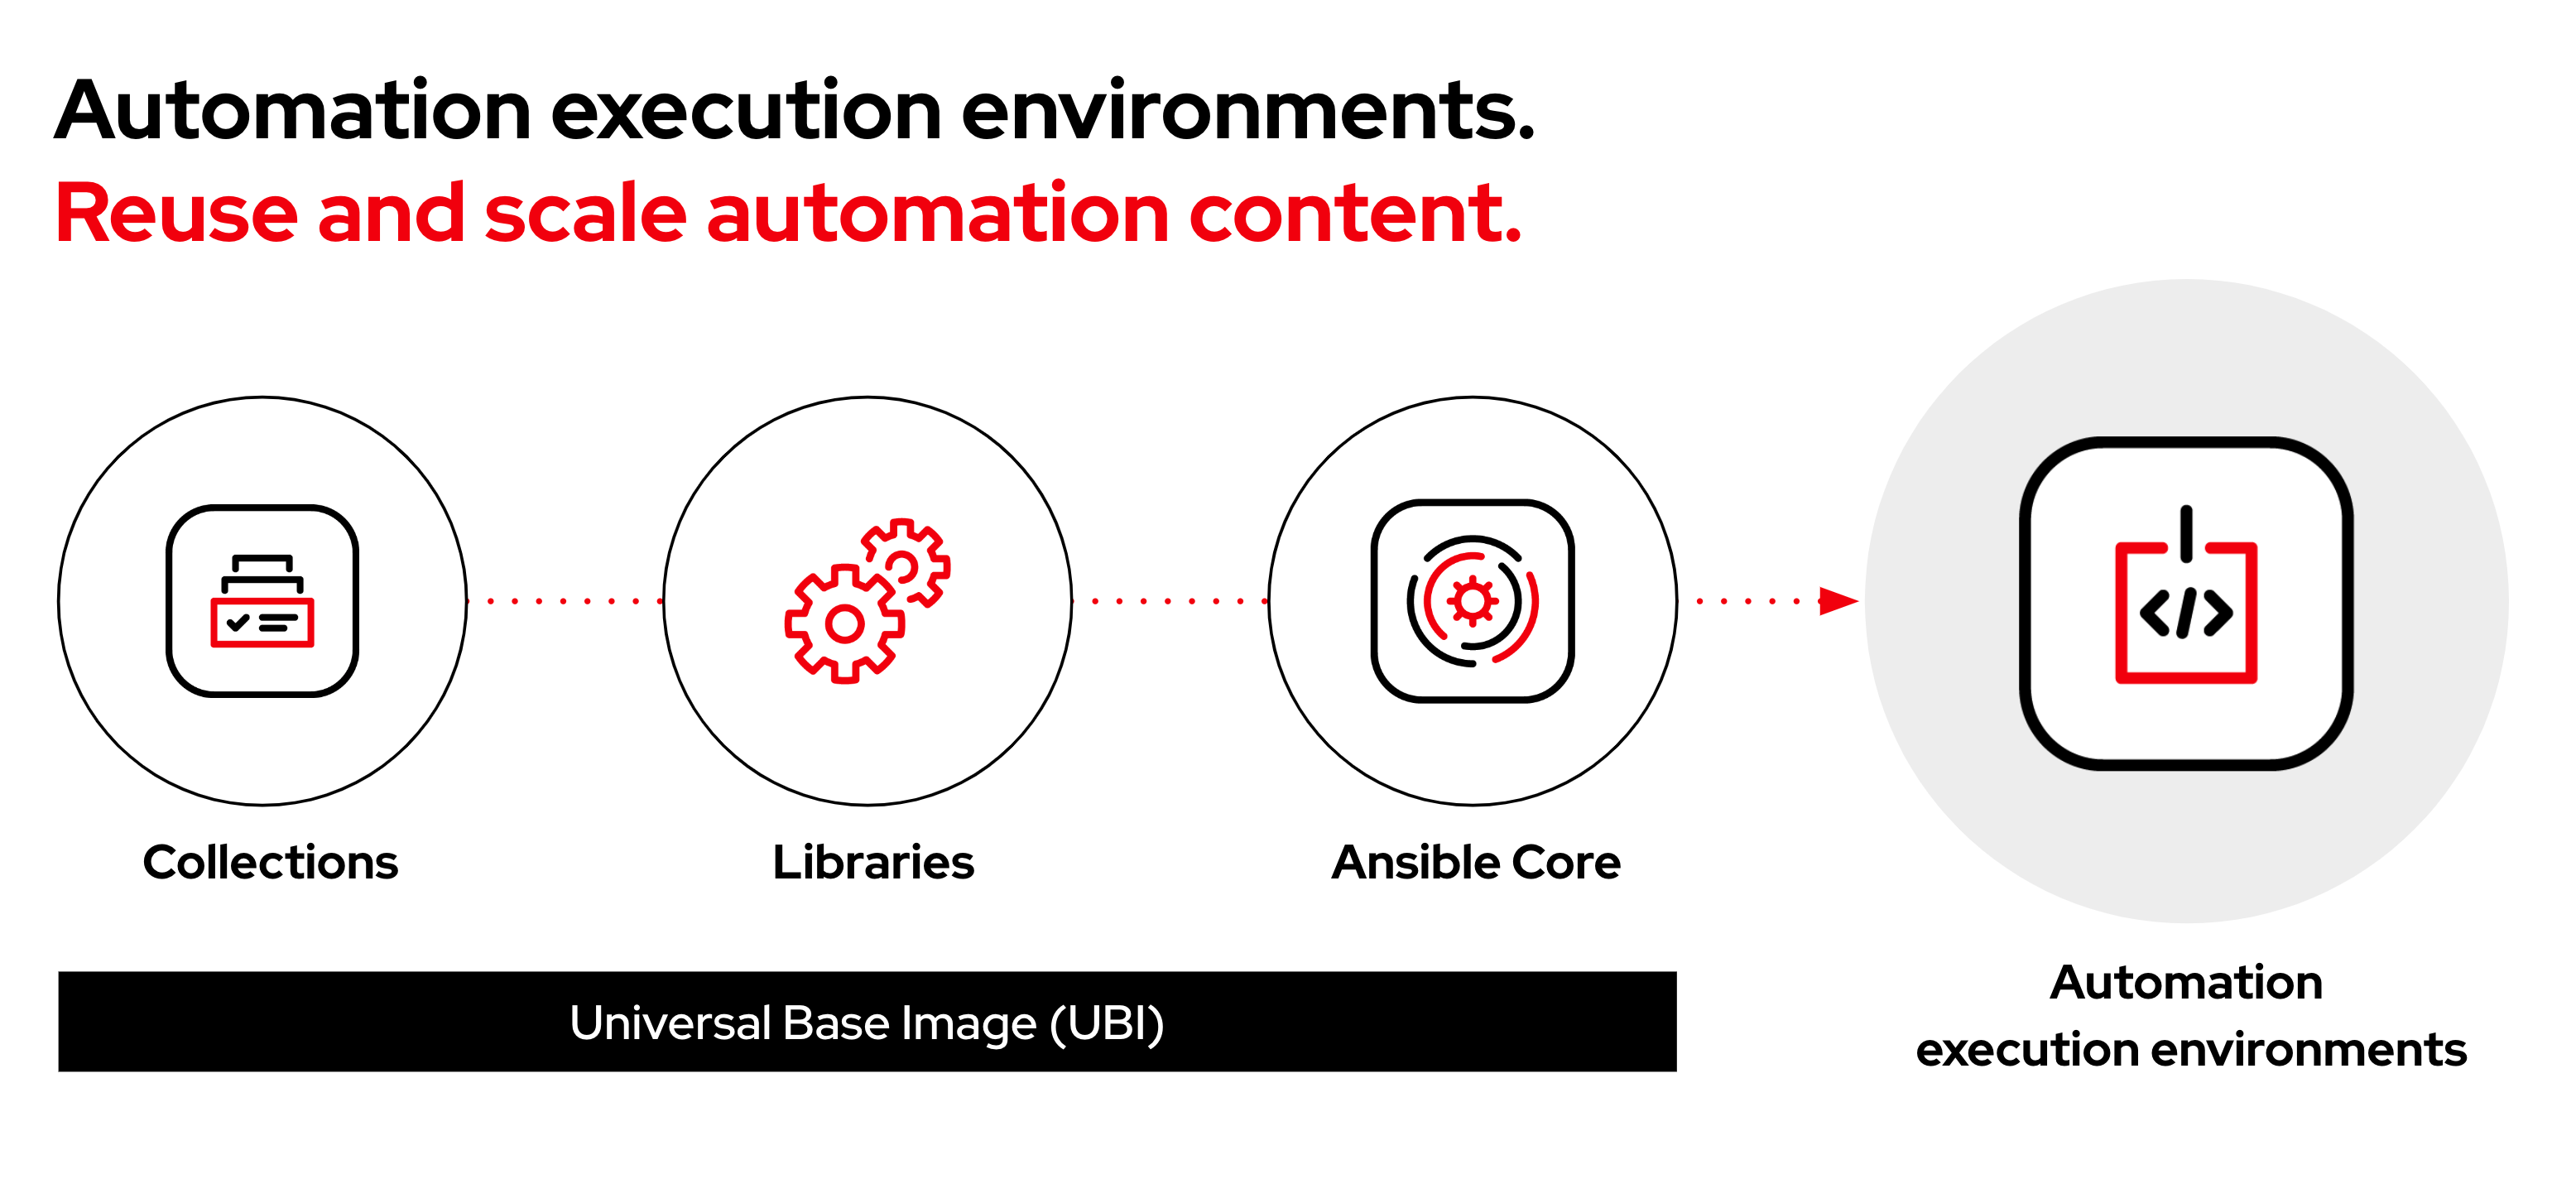 Automation execution environments.
Reuse and scale automation content.
</>
Collections
Libraries
Ansible Core
Universal Base Image (UBI)
Automation
execution environments